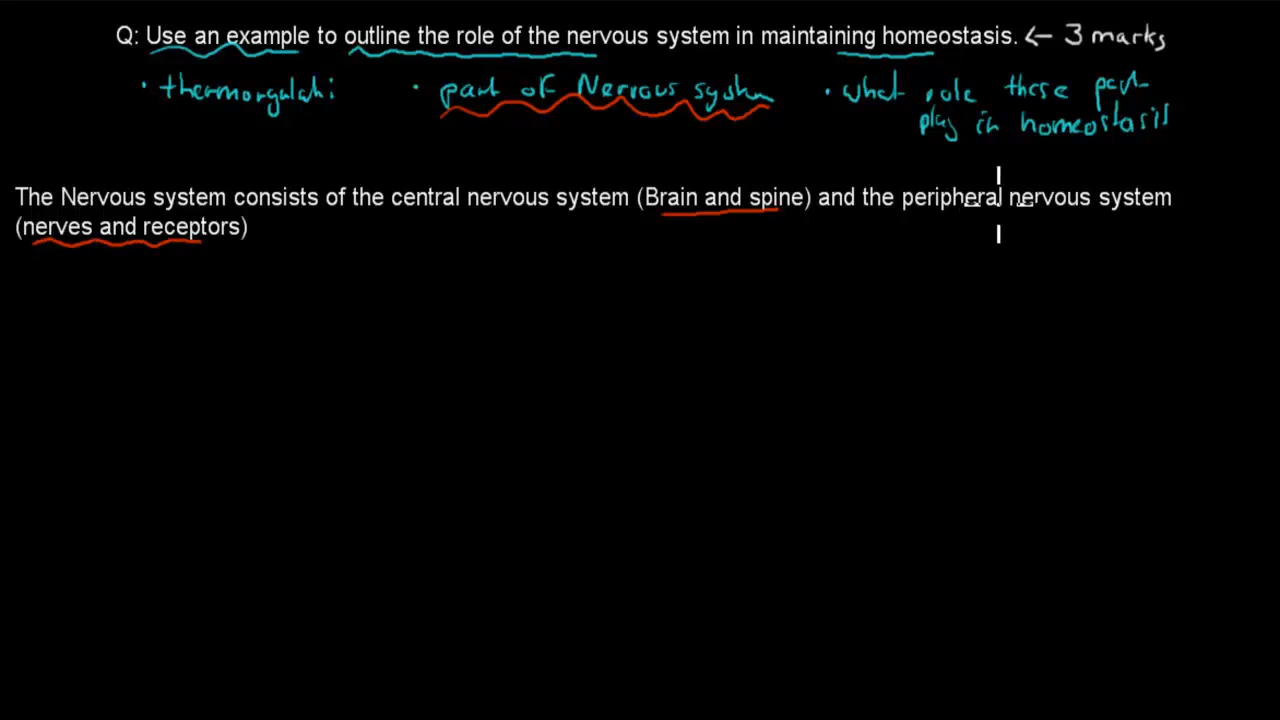 Q: Use an example to outline the role of the nervous system in maintaining homeostasis. ← 3 marks
· thermorgulati · part of Nervous system · what role these part
play in homeostasis
The Nervous system consists of the central nervous system (Brain and spine) and the peripheral nervous system
(nerves and receptors)